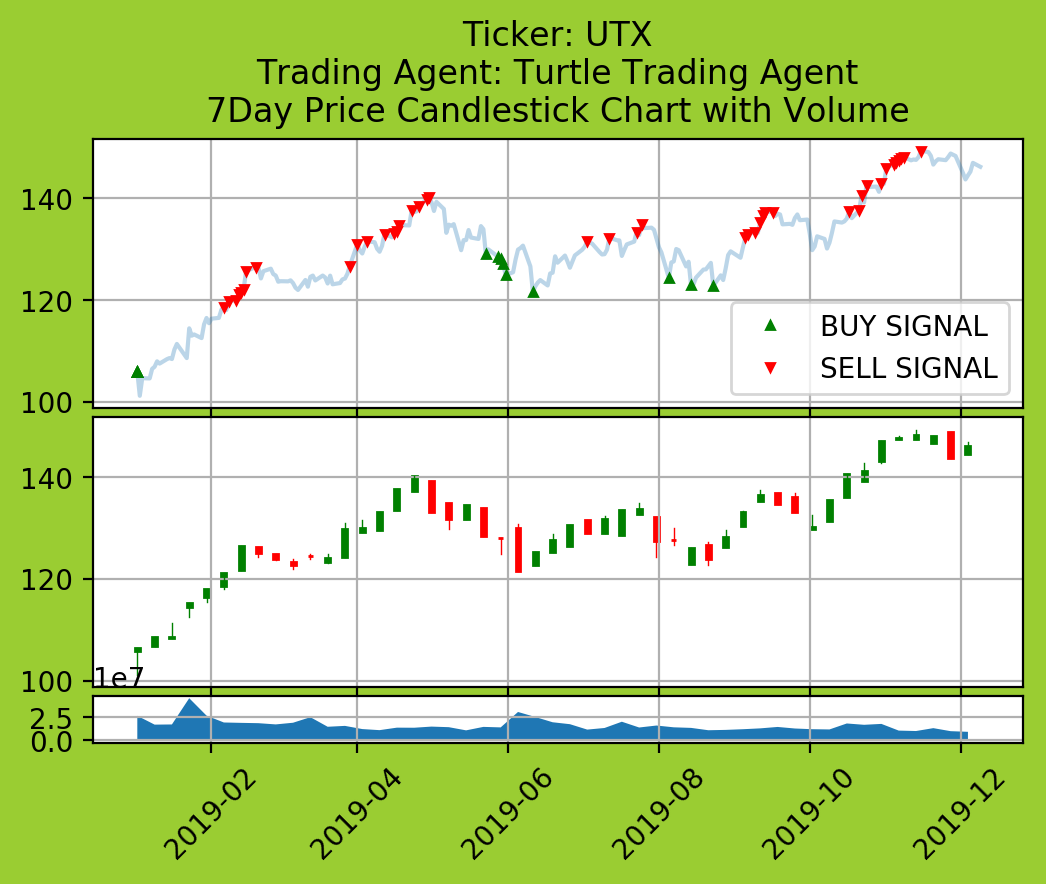 Ticker: UTX
Trading Agent: Turtle Trading Agent
7Day Price Candlestick Chart with Volume
140
120
100
BUY SIGNAL
SELL SIGNAL
140
120
100
1e7
2.5
0.0
2019-02
2019-04
2019-06
2019-08
2019-10
2019-12